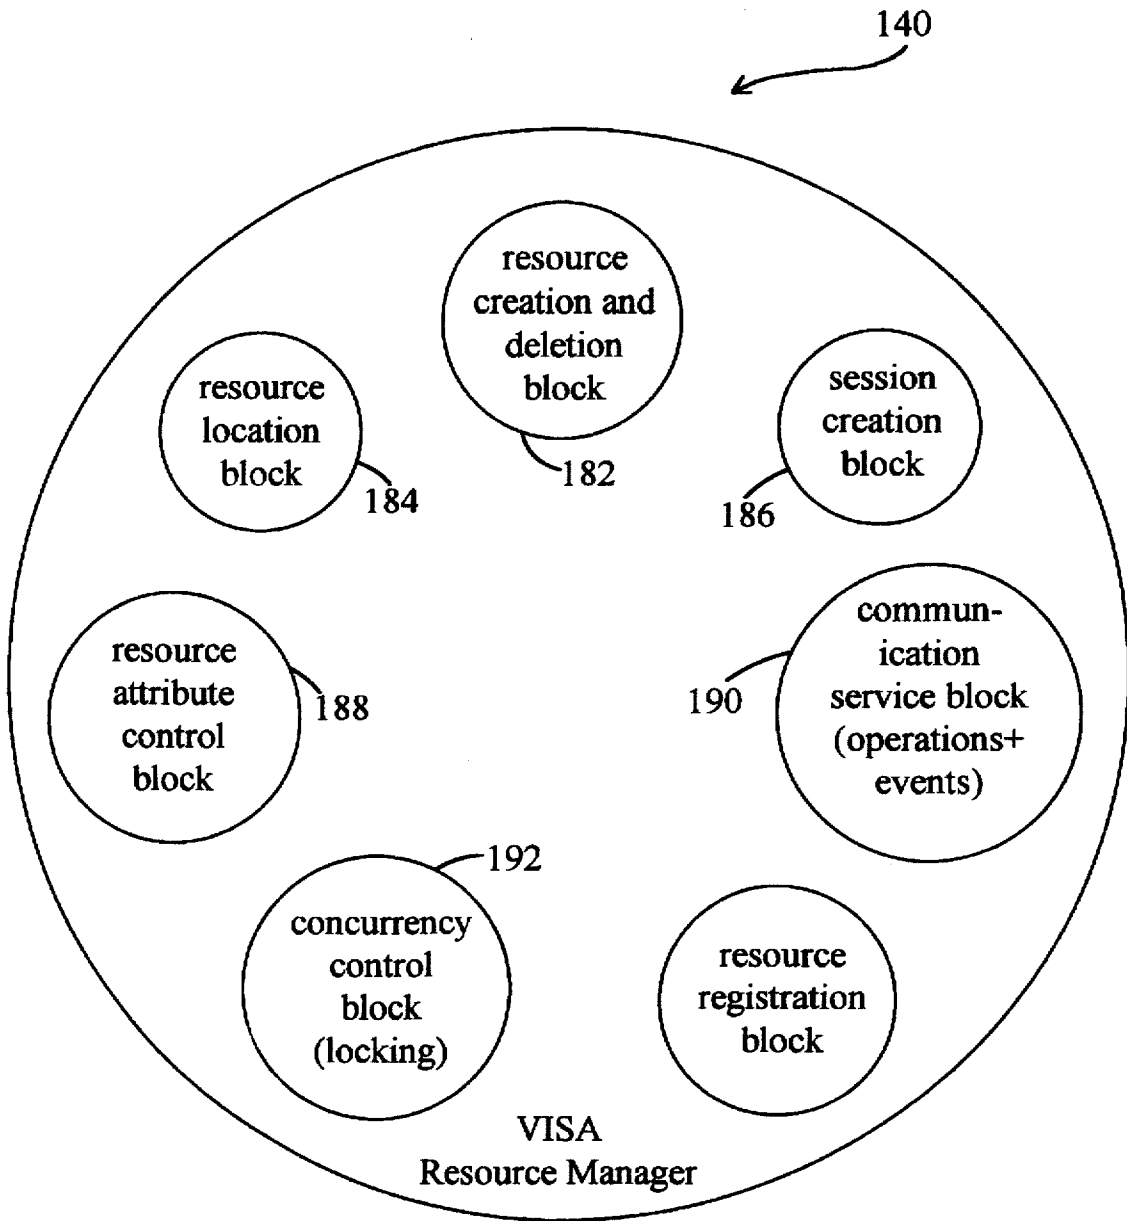 140
resource
creation and
deletion
block
182
resource
location
block
184
session
creation
block
186
resource
attribute
control
block
188
commun-
ication
service block
(operations+
events)
190
concurrency
control
block
(locking)
192
resource
registration
block
VISA
Resource Manager